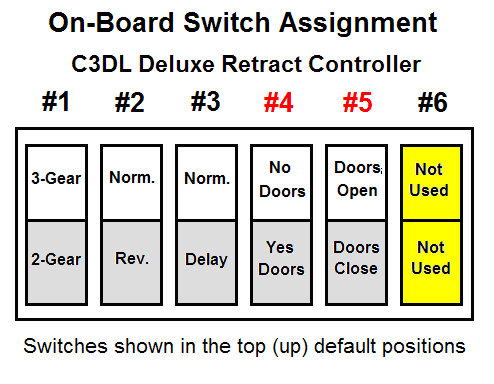 On-Board Switch Assignment
C3DL Deluxe Retract Controller
#1 #2 #3 #4 #5 #6
3-Gear Norm. Norm. No Doors Doors; Open Not Used
2-Gear Rev. Delay Yes Doors Doors Close Not Used
Switches shown in the top (up) default positions